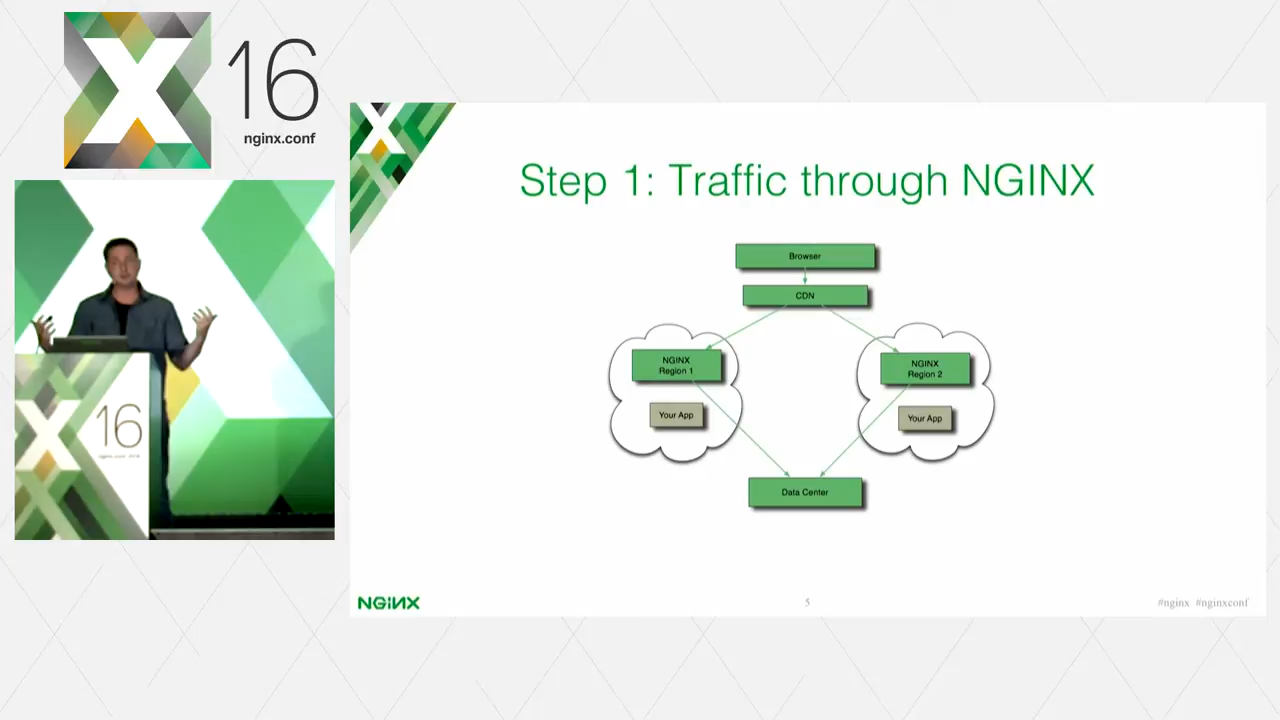 16
nginx.conf
Step 1: Traffic through NGINX
Browser
CDN
NGINX
Region 1
Your App
NGINX
Region 2
Your App
Data Center
16
NGINX
5
#nginx #nginxconf